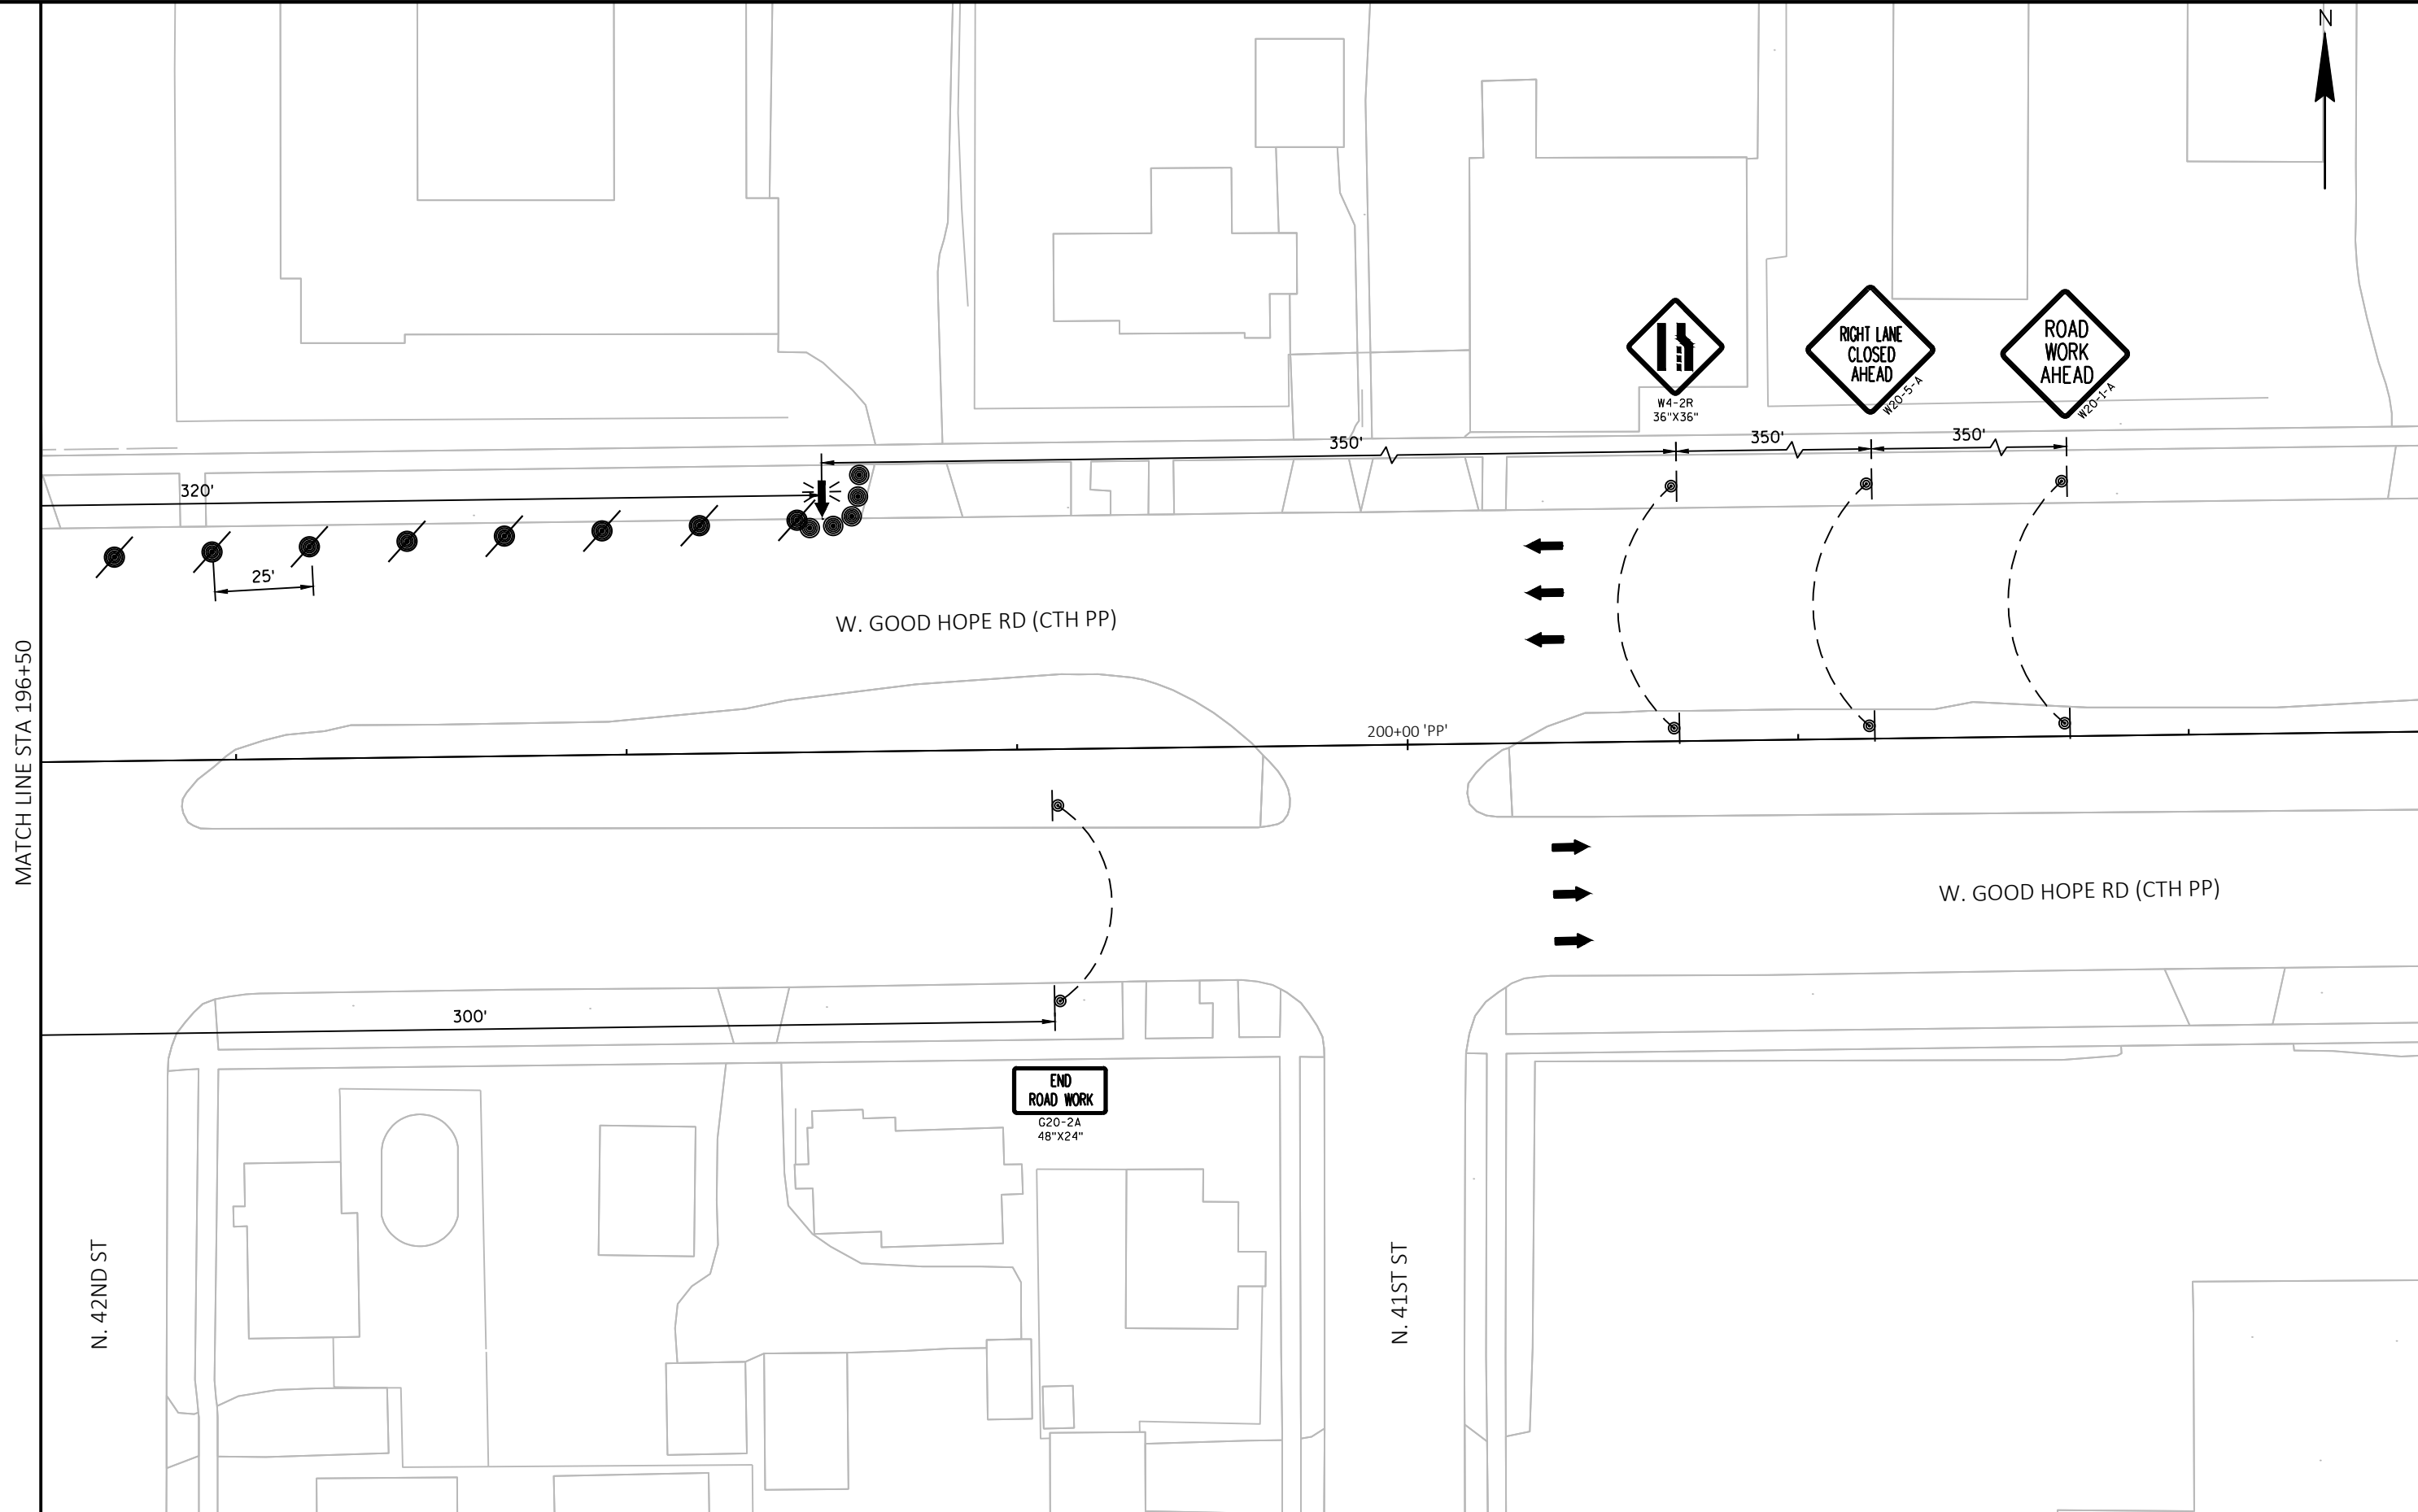 N
RIGHT LANE
CLOSED
AHEAD
W20-5-A
ROAD
WORK
AHEAD
W20-1-A
W4-2R
36"X36"
350'
350'
350'
320'
25'
W. GOOD HOPE RD (CTH PP)
MATCH LINE STA 196+50
200+00 'PP'
W. GOOD HOPE RD (CTH PP)
300'
END
ROAD WORK
G20-2A
48"X24"
N. 42ND ST
N. 41ST ST